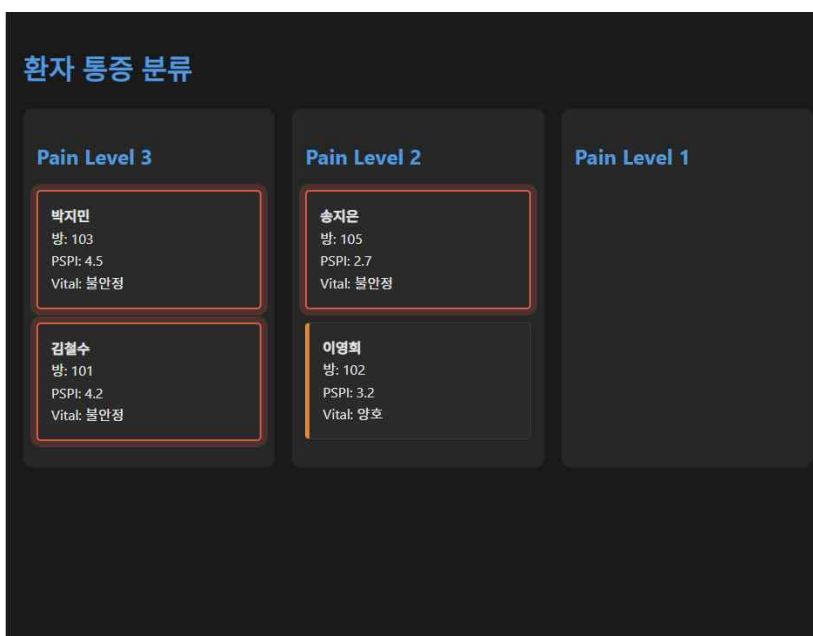 환자 통증 분류
Pain Level 3
박지민
방: 103
PSPI: 4.5
Vital: 불안정
김철수
방: 101
PSPI: 4.2
Vital: 불안정
Pain Level 2
송지은
방: 105
PSPI: 2.7
Vital: 불안정
이영희
방: 102
PSPI: 3.2
Vital: 양호
Pain Level 1